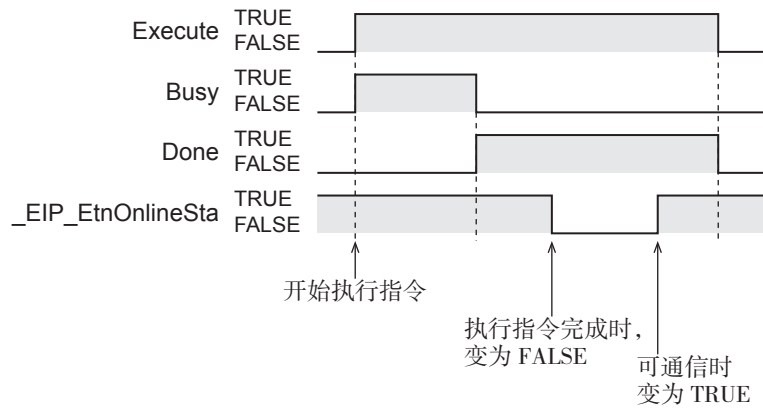 Execute TRUE
FALSE
Busy TRUE
FALSE
Done TRUE
FALSE
_EIP_EtnOnlineSta TRUE
FALSE
开始执行指令
执行指令完成时，
变为 FALSE
可通信时
变为 TRUE